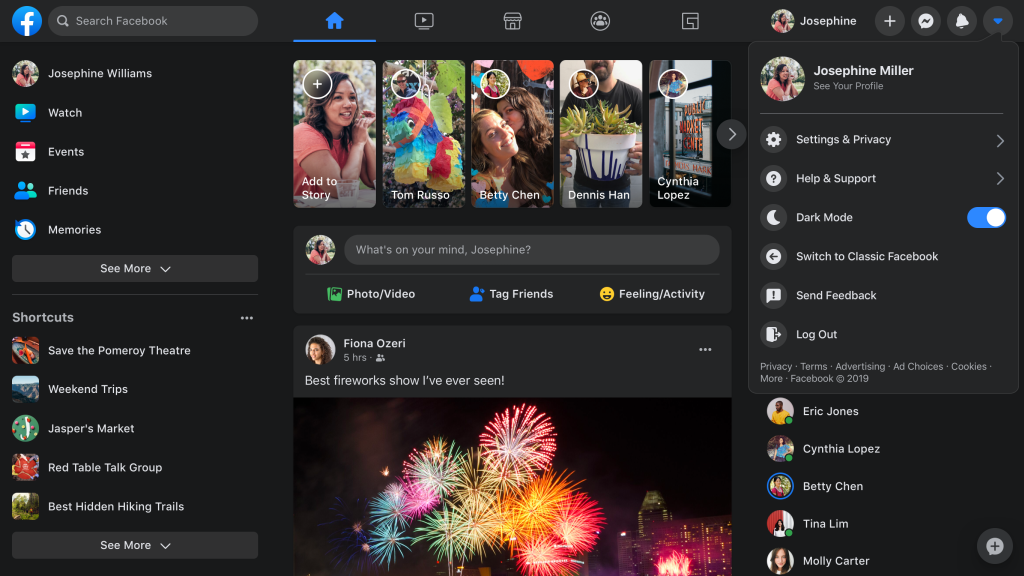 Search Facebook
Josephine
Josephine Williams
Watch
Events
Friends
Memories
See More
Shortcuts
Save the Pomeroy Theatre
Weekend Trips
Jasper's Market
Red Table Talk Group
Best Hidden Hiking Trails
See More
Add to
Story
Tom Russo
Betty Chen
Dennis Han
Cynthia
Lopez
What's on your mind, Josephine?
Photo/Video
Tag Friends
Feeling/Activity
Fiona Ozeri
5 hrs ·
Best fireworks show I've ever seen!
Josephine Miller
See Your Profile
Settings & Privacy
Help & Support
Dark Mode
Switch to Classic Facebook
Send Feedback
Log Out
Privacy · Terms · Advertising · Ad Choices · Cookies ·
More · Facebook © 2019
Eric Jones
Cynthia Lopez
Betty Chen
Tina Lim
Molly Carter